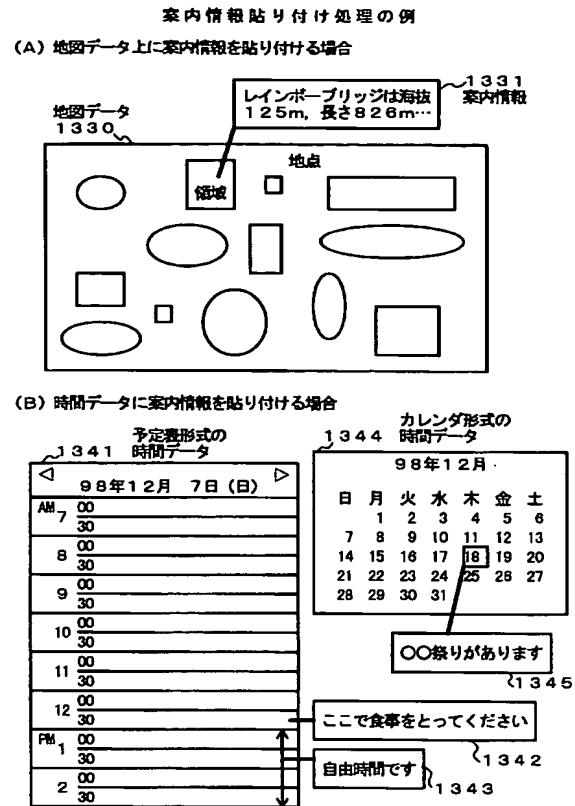 案内情報貼り付け処理の例
(A) 地図データ上に案内情報を貼り付ける場合
レインボーブリッジは海抜
125m, 長さ826m…
1331
案内情報
地図データ
1330
地点
領域
(B) 時間データに案内情報を貼り付ける場合
予定表形式の
時間データ
1341
98年12月 7日(日)
AM 7 00
30
8 00
30
9 00
30
10 00
30
11 00
30
12 00
30
PM 1 00
30
2 00
30
カレンダ形式の
時間データ
1344
98年12月
日 月 火 水 木 金 土
1 2 3 4 5 6
7 8 9 10 11 12 13
14 15 16 17 18 19 20
21 22 23 24 25 26 27
28 29 30 31
○○祭りがあります
1345
ここで食事をとってください
1342
自由時間です
1343